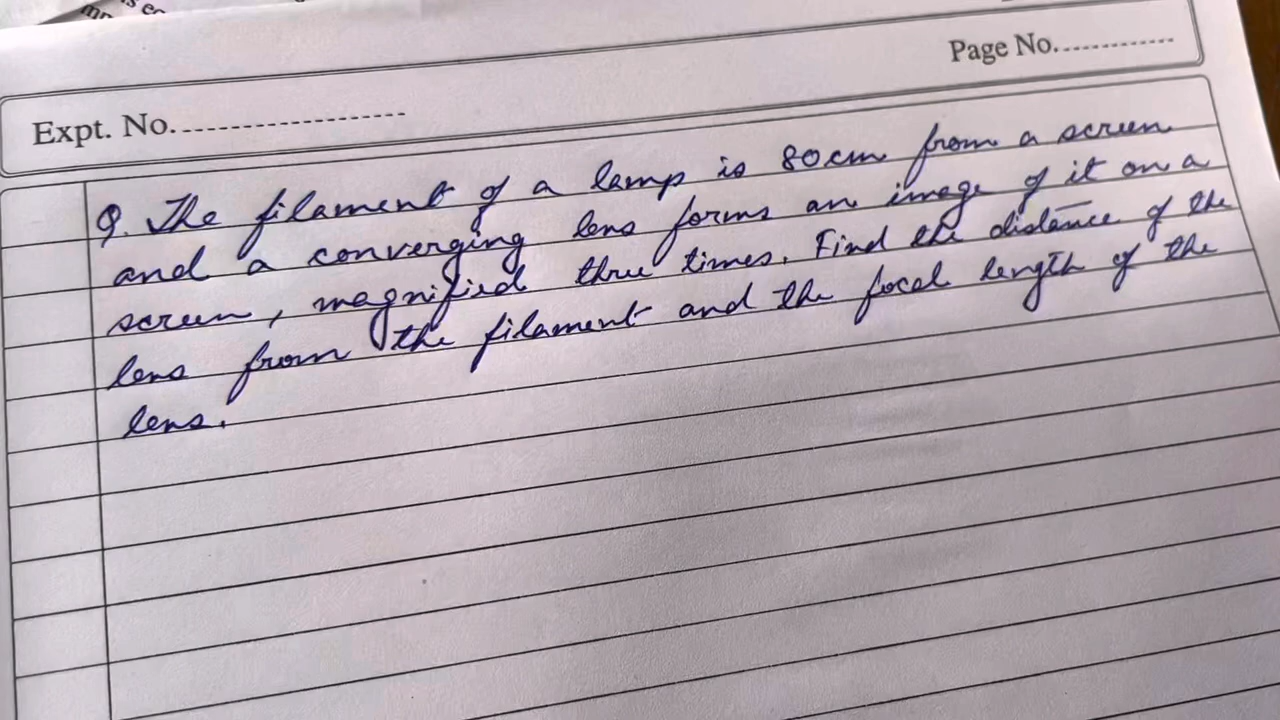 Page No.............
Expt. No....................
Q. The filament of a lamp is 80cm from a screen
and a converging lens forms an image of it on a
screen, magnified three times. Find the distance of the
lens from the filament and the focal length of the
lens.